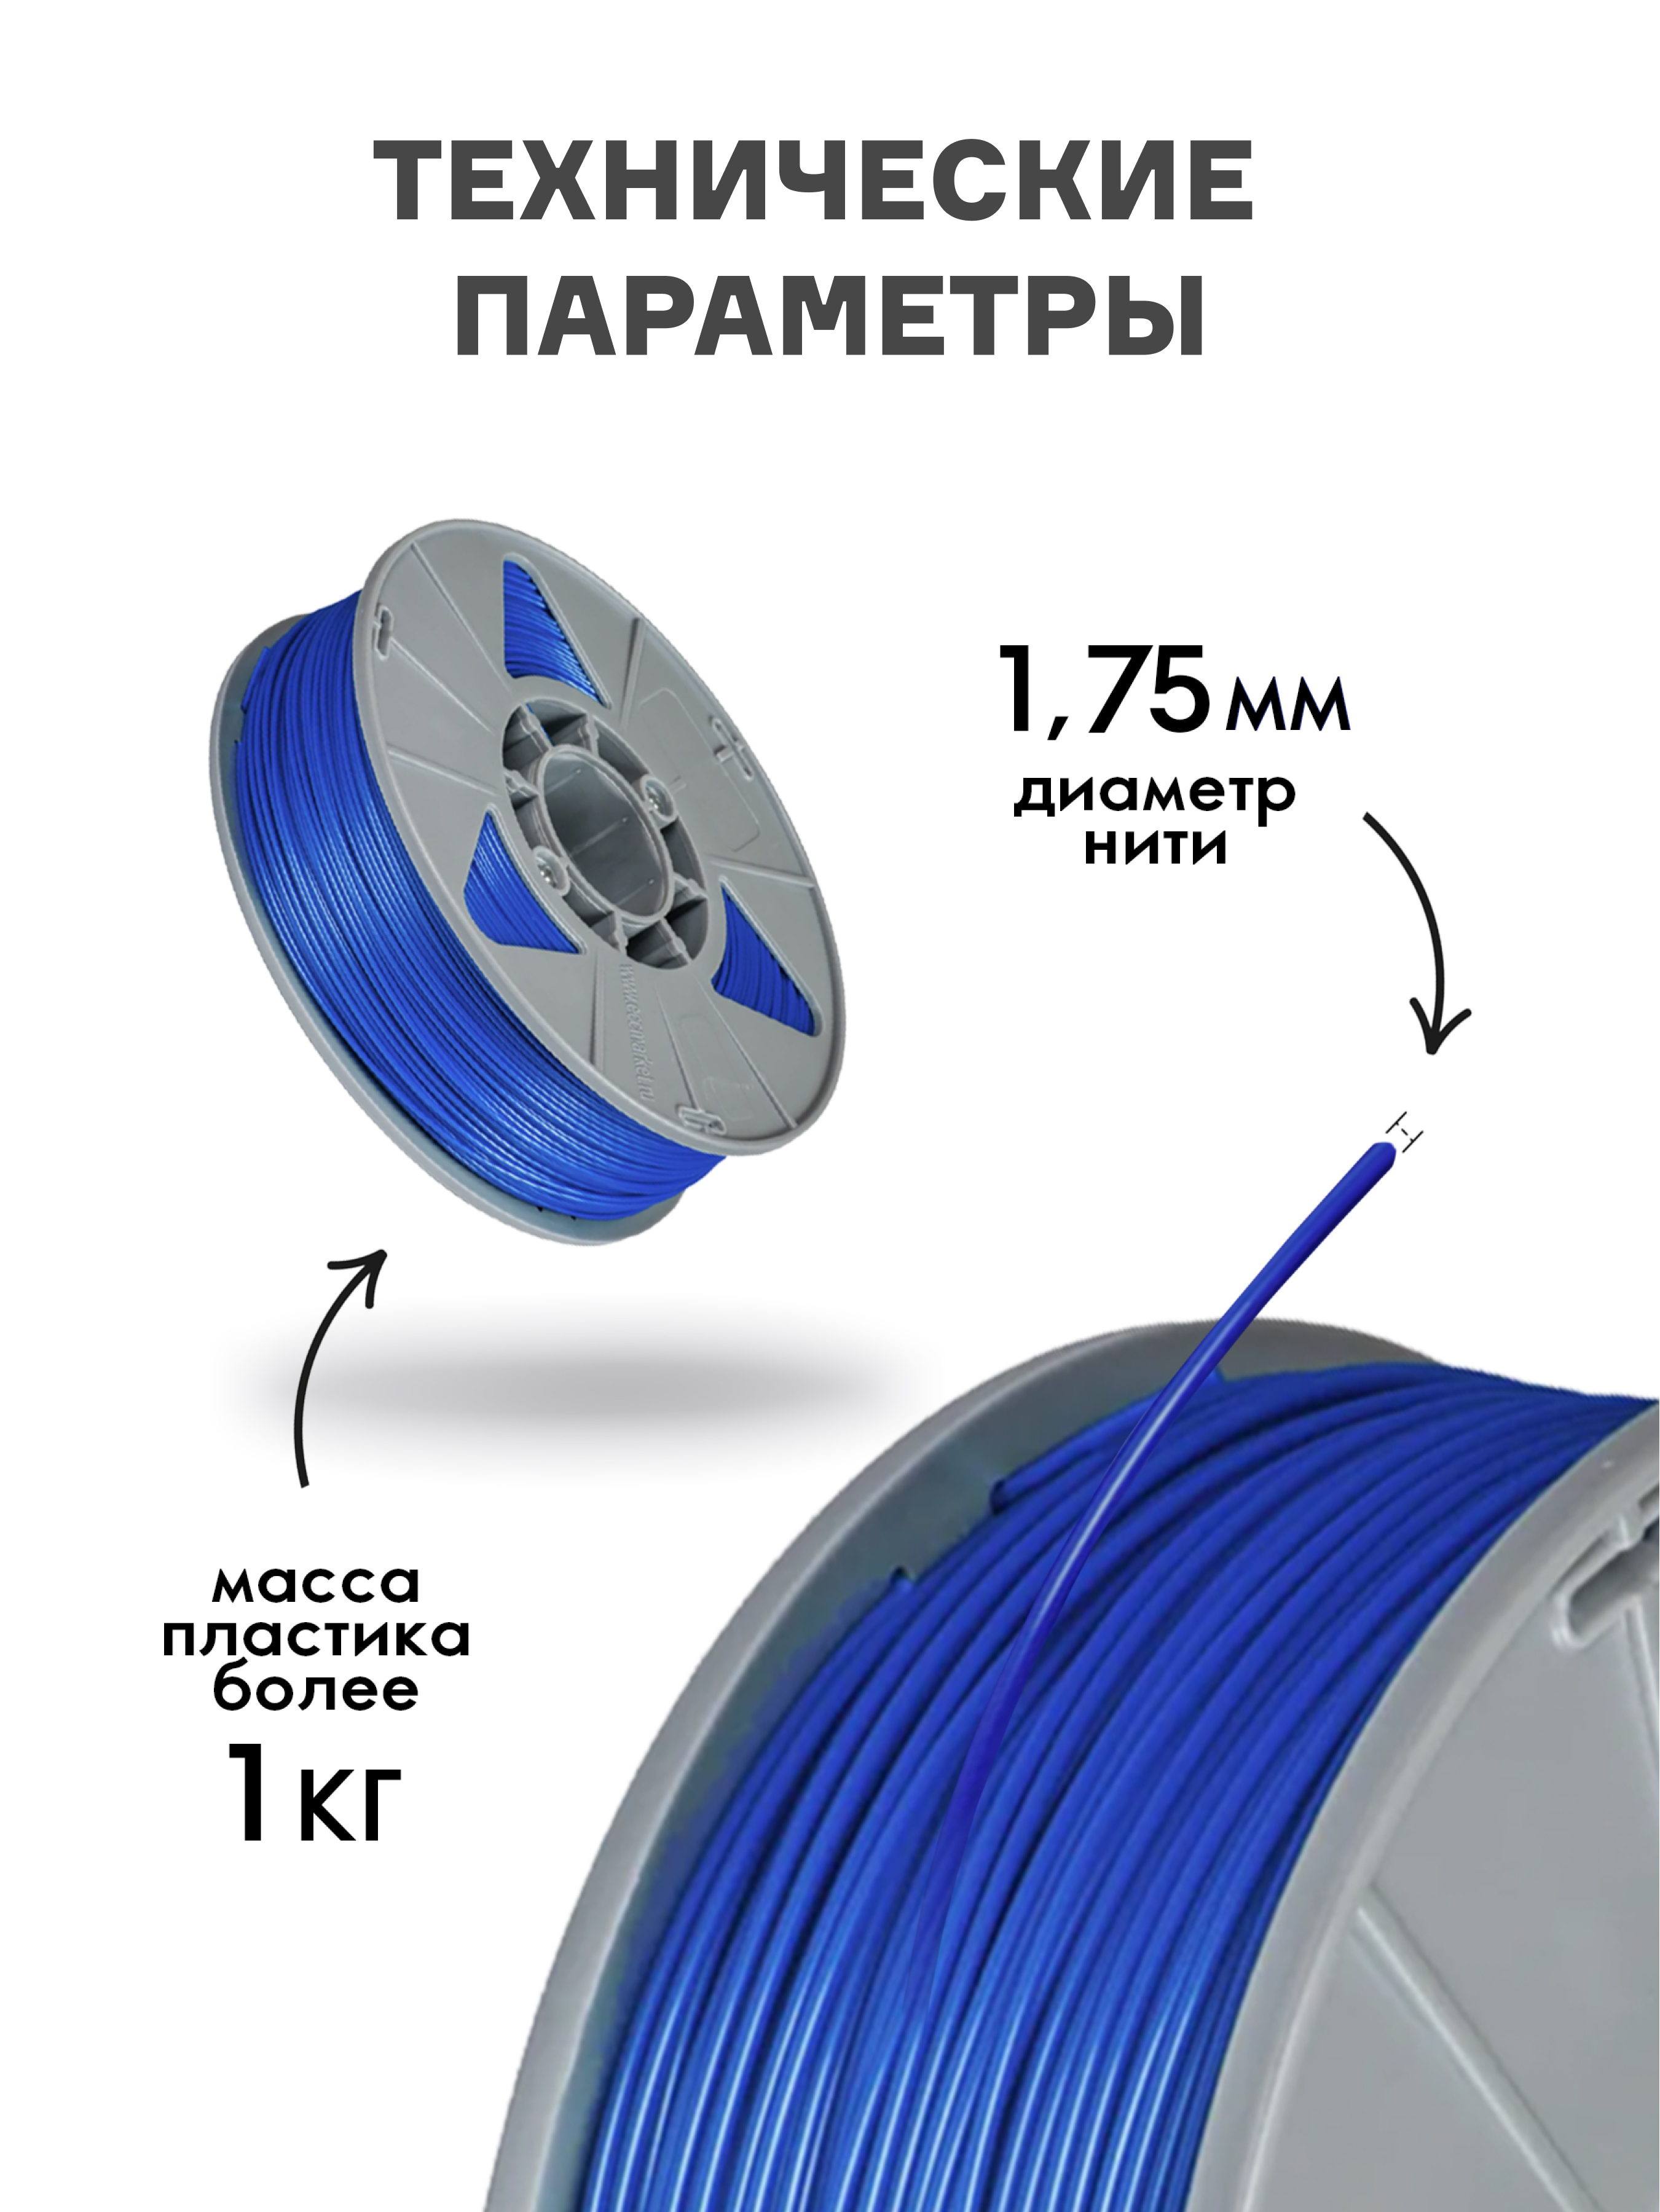 ТЕХНИЧЕСКИЕ
ПАРАМЕТРЫ
1,75 мм
диаметр
нити
масса
пластика
более
1 кг